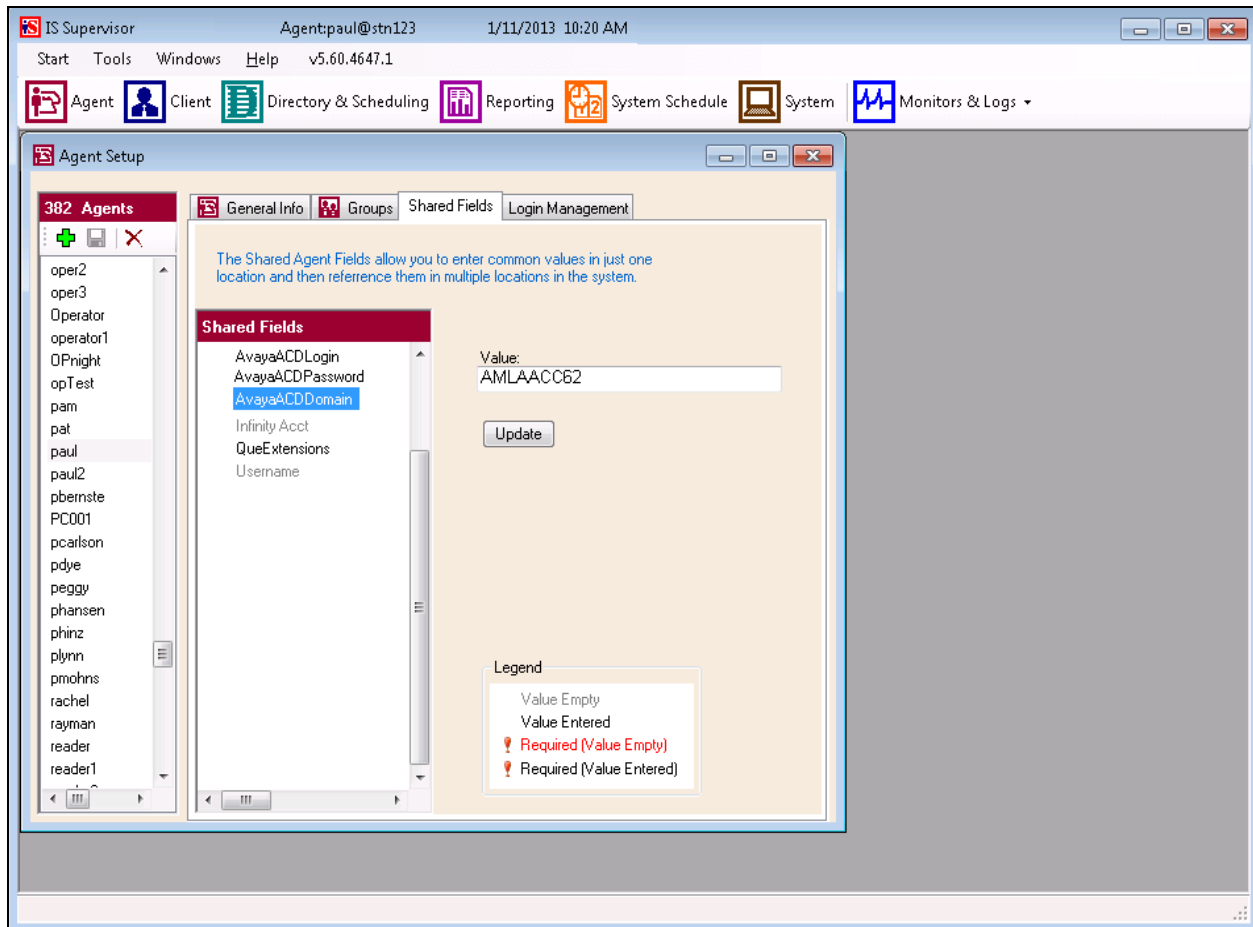 IS Supervisor Agent:paul@stn123 1/11/2013 10:20 AM
Start Tools Windows Help v5.60.4647.1
Agent Client Directory & Scheduling Reporting System Schedule System Monitors & Logs
Agent Setup
382 Agents
oper2
oper3
Operator
operator1
OPnight
opTest
pam
pat
paul
paul2
pbernste
PC001
pcarlson
pdye
peggy
phansen
phinz
plynn
pmohns
rachel
rayman
reader
reader1
General Info Groups Shared Fields Login Management
The Shared Agent Fields allow you to enter common values in just one
location and then referrence them in multiple locations in the system.
Shared Fields
AvayaACDLogin
AvayaACDPassword
AvayaACDDomain
Infinity Acct
QueExtensions
Username
Value:
AMLAACC62
Update
Legend
Value Empty
Value Entered
Required (Value Empty)
Required (Value Entered)